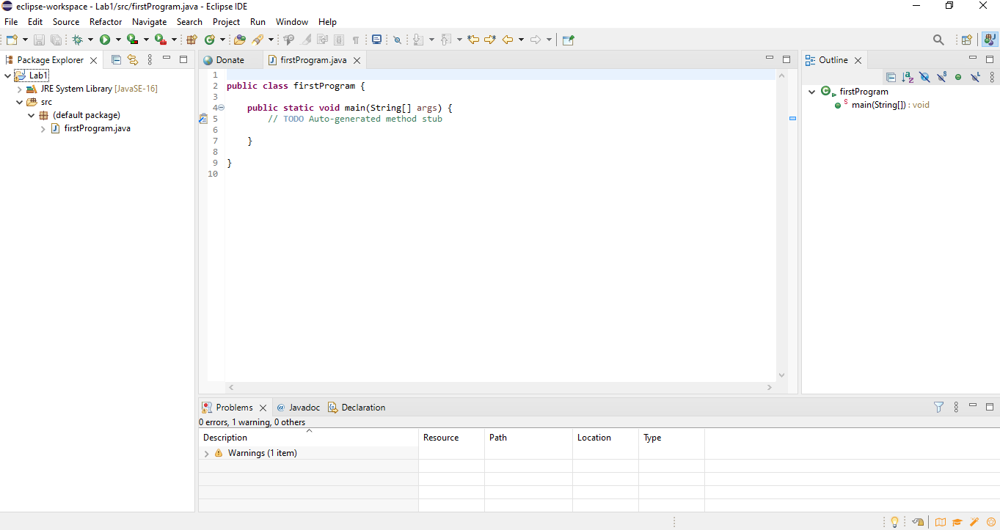 eclipse-workspace - Lab1/src/firstProgram.java - Eclipse IDE
File Edit Source Refactor Navigate Search Project Run Window Help
Package Explorer
Lab1
JRE System Library [JavaSE-16]
src
(default package)
firstProgram.java
Donate firstProgram.java
1
2 public class firstProgram {
3
4 public static void main(String[] args) {
5 // TODO Auto-generated method stub
6
7 }
8
9 }
10
Outline
firstProgram
main(String[]) : void
Problems @ Javadoc Declaration
0 errors, 1 warning, 0 others
Description Resource Path Location Type
Warnings (1 item)